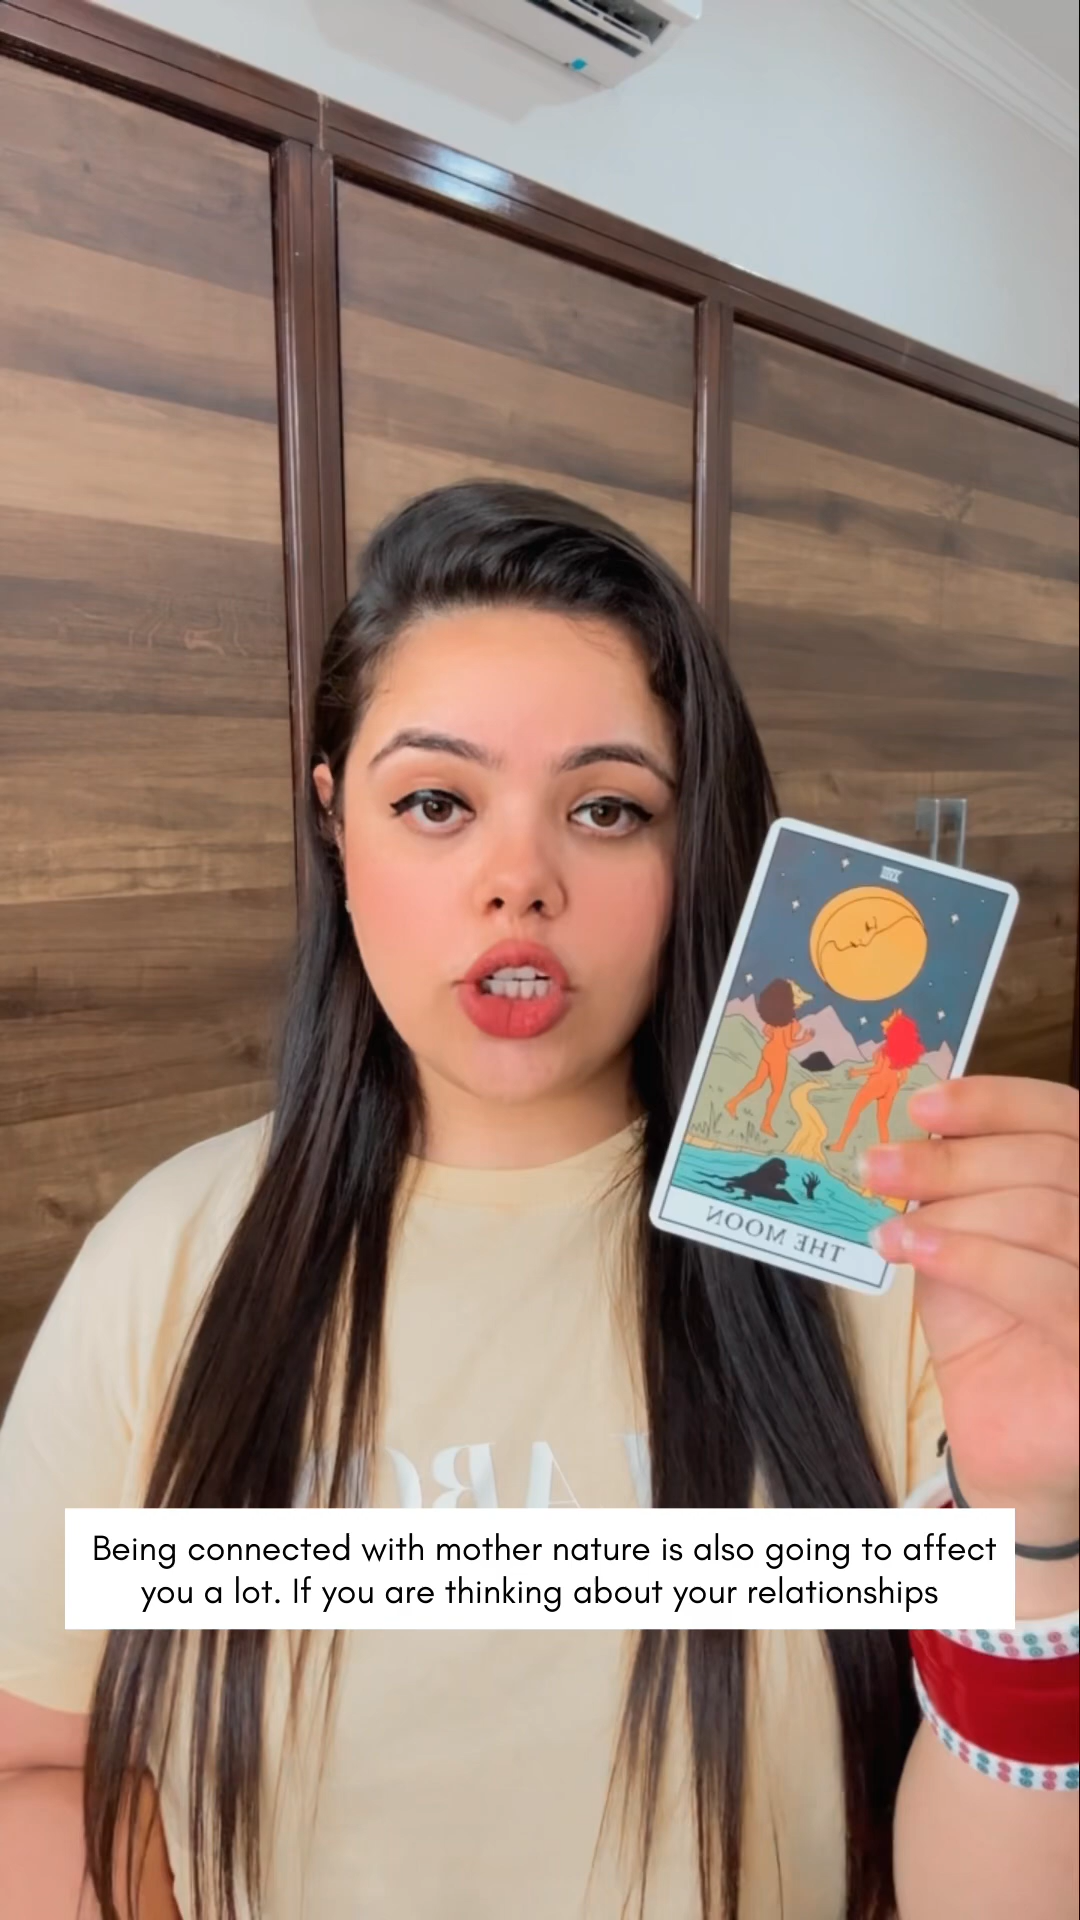 XVIII
THE MOON
Being connected with mother nature is also going to affect
you a lot. If you are thinking about your relationships